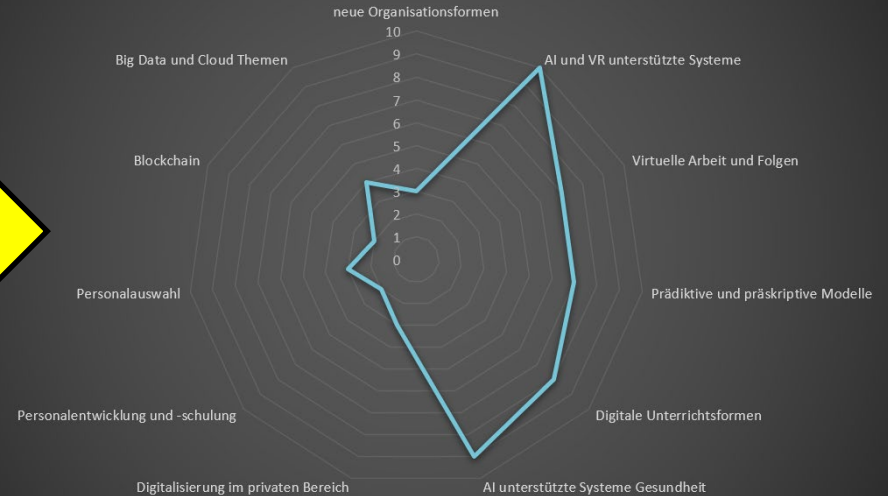 neue Organisationsformen
10
9
8
7
6
5
4
3
2
1
0
AI und VR unterstützte Systeme
Virtuelle Arbeit und Folgen
Prädiktive und präskriptive Modelle
Digitale Unterrichtsformen
AI unterstützte Systeme Gesundheit
Digitalisierung im privaten Bereich
Personalentwicklung und -schulung
Personalauswahl
Blockchain
Big Data und Cloud Themen